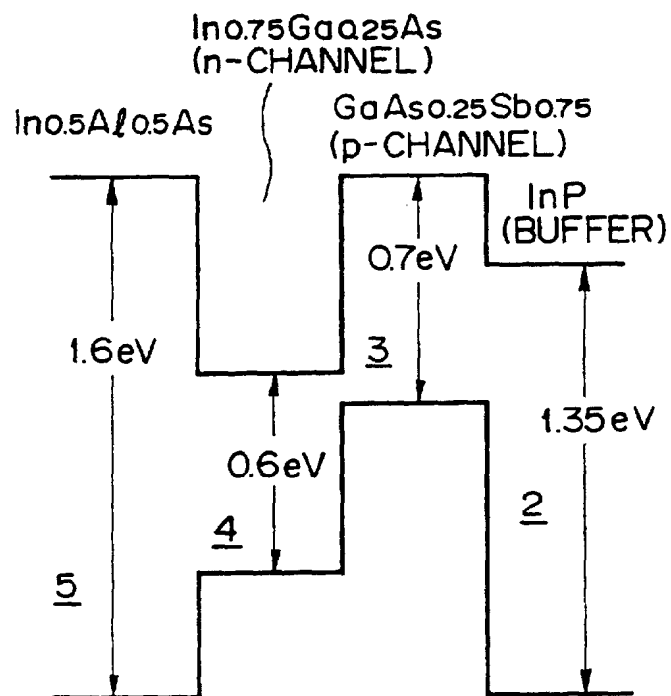 In0.75Ga0.25As
(n-CHANNEL)
In0.5Al0.5As
GaAs0.25Sb0.75
(p-CHANNEL)
InP
(BUFFER)
0.7eV
1.6eV
3
1.35eV
0.6eV
4
2
5